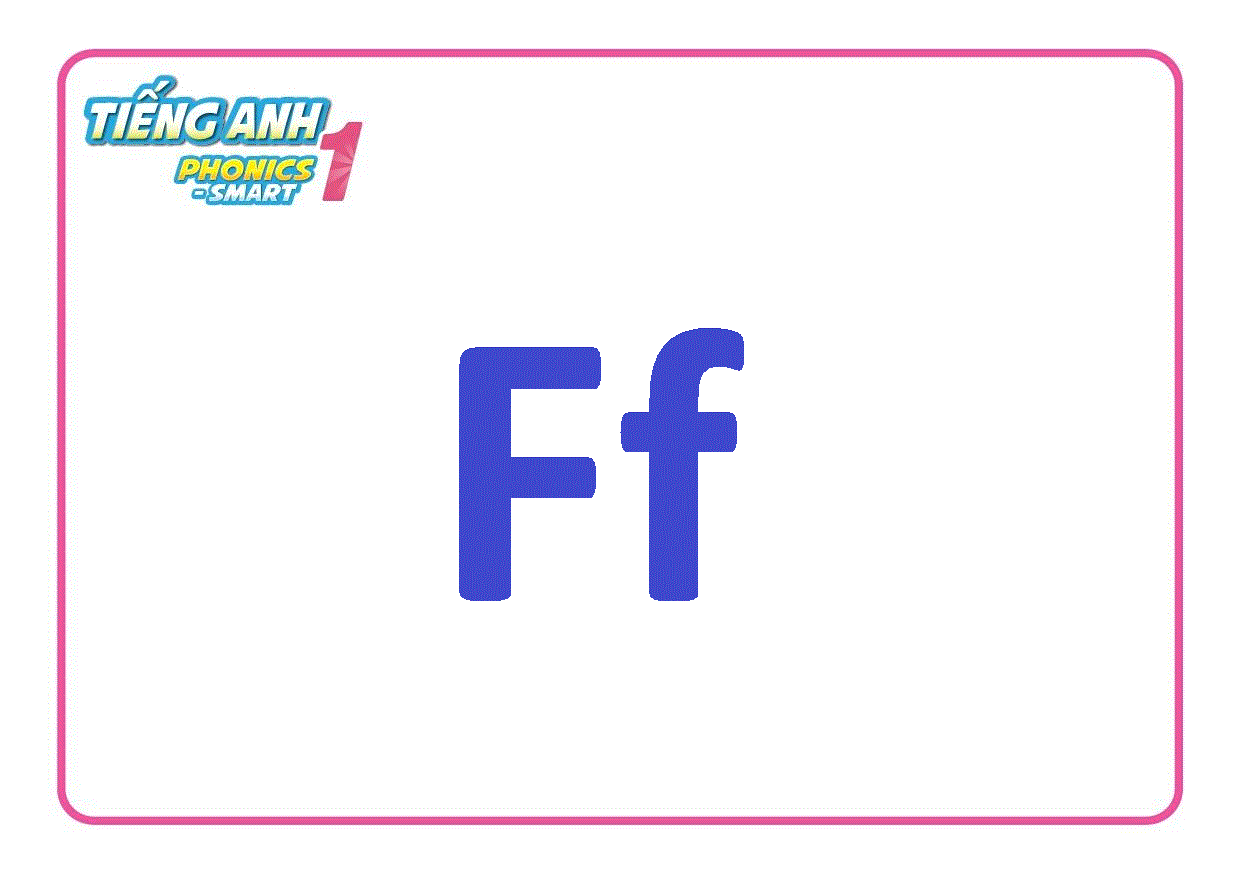 TIẾNG ANH 1
PHONICS
-SMART
Ff